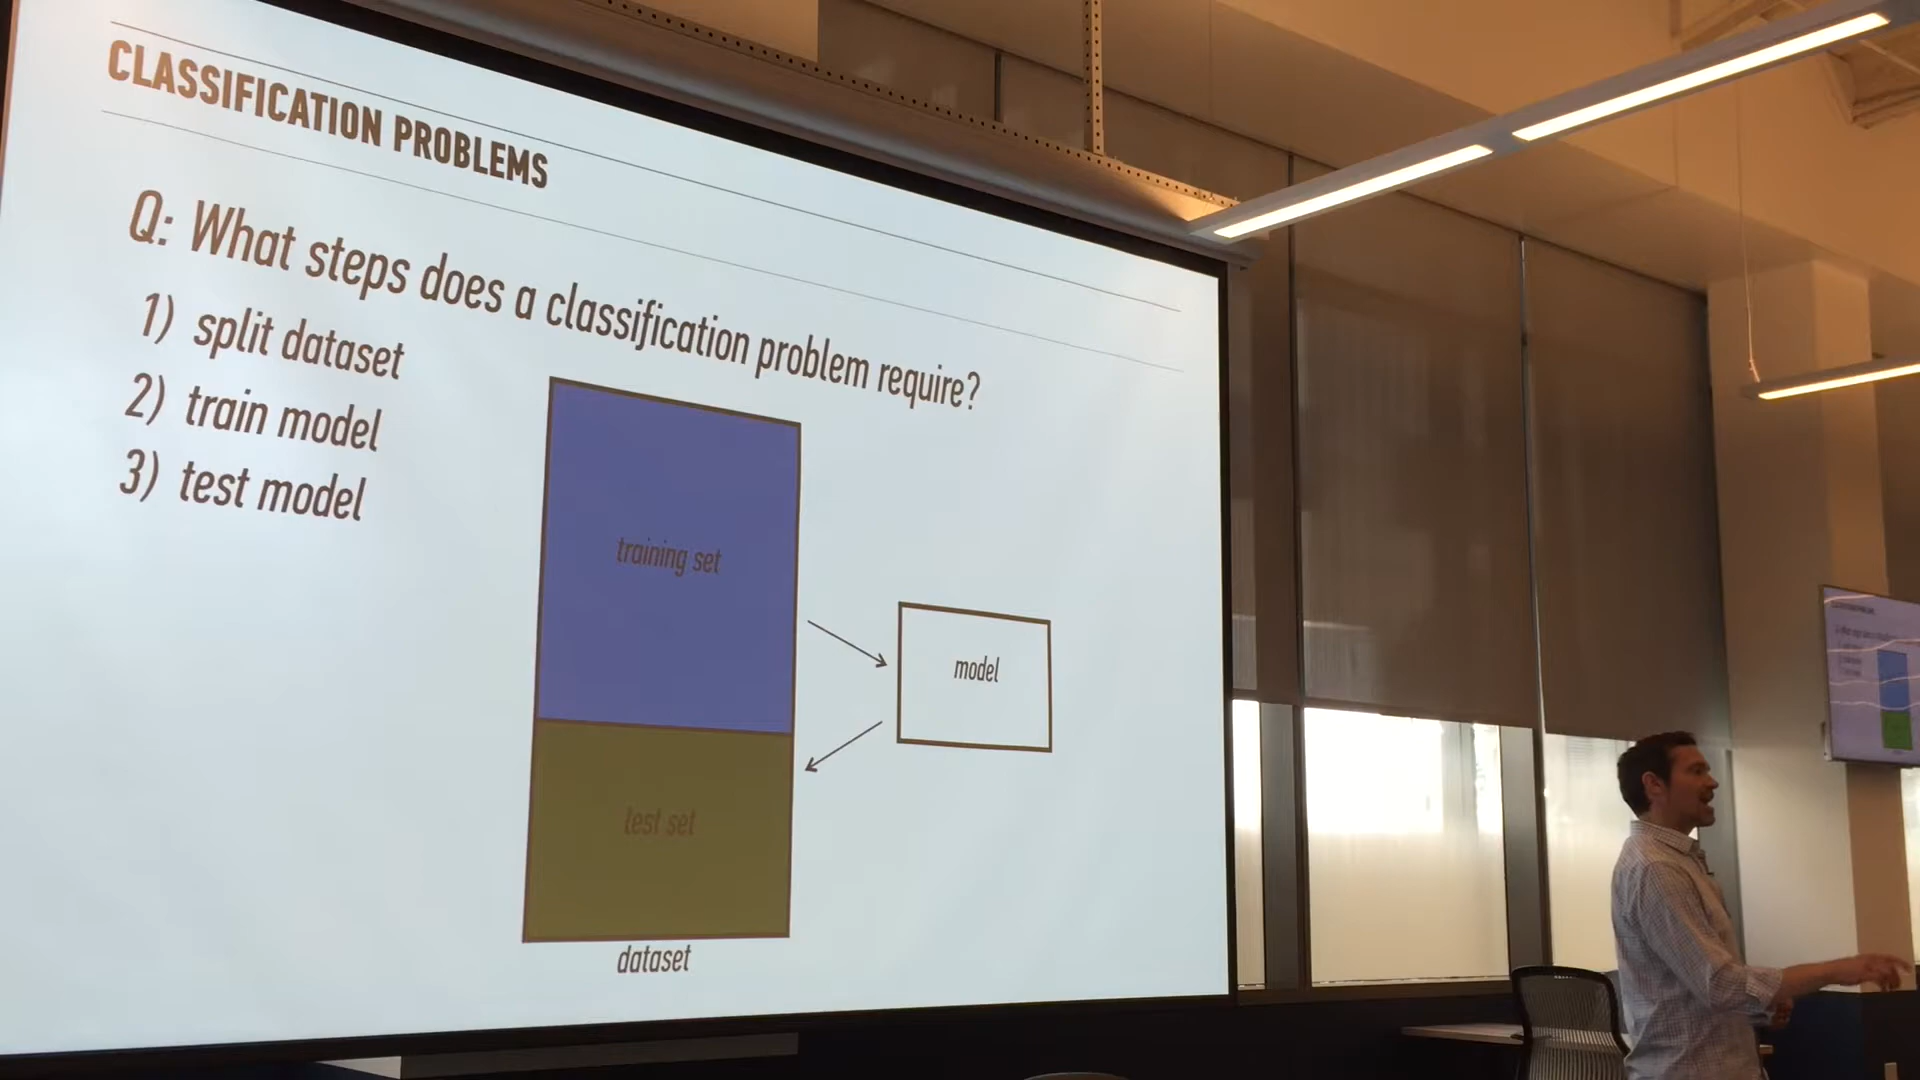 CLASSIFICATION PROBLEMS
Q: What steps does a classification problem require?
1) split dataset
2) train model
3) test model
training set
model
test set
dataset